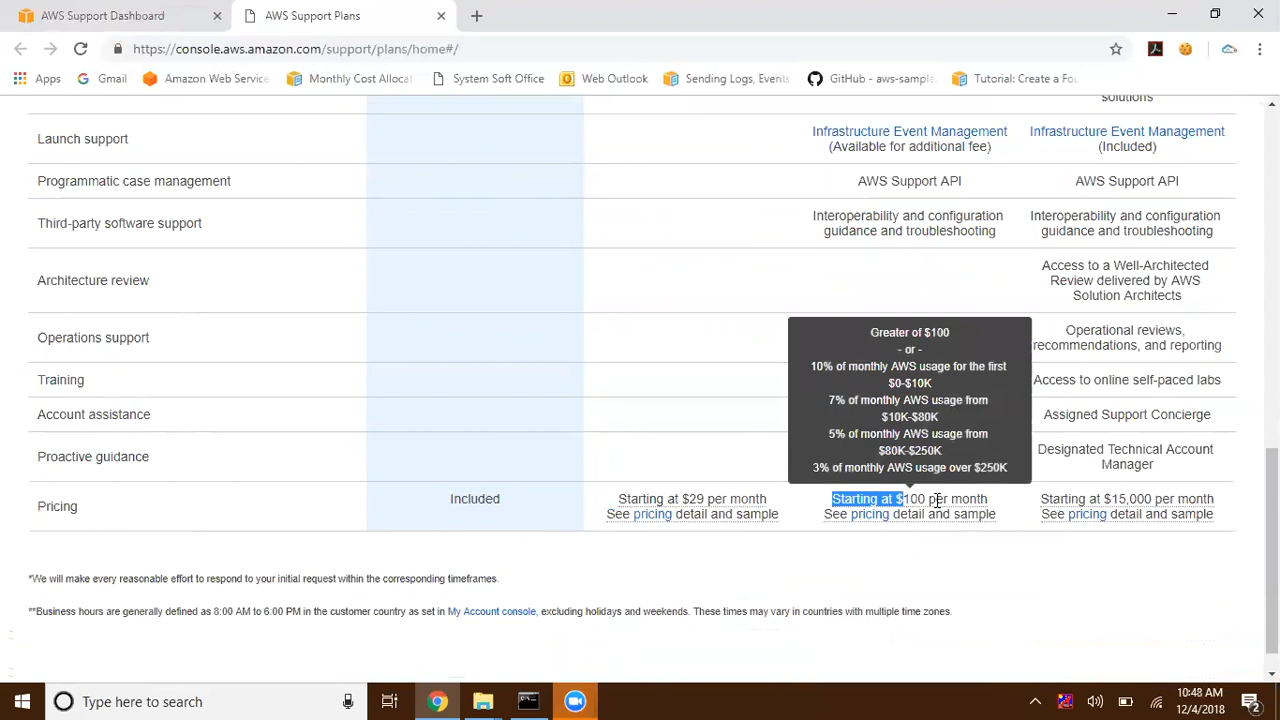 AWS Support Dashboard
AWS Support Plans
https://console.aws.amazon.com/support/plans/home#/
Apps
Gmail
Amazon Web Service
Monthly Cost Allocat
System Soft Office
Web Outlook
Sending Logs, Events
GitHub - aws-sample
Tutorial: Create a Fou
solutions
Launch support
Infrastructure Event Management
(Available for additional fee)
Infrastructure Event Management
(Included)
Programmatic case management
AWS Support API
AWS Support API
Third-party software support
Interoperability and configuration
guidance and troubleshooting
Interoperability and configuration
guidance and troubleshooting
Architecture review
Access to a Well-Architected
Review delivered by AWS
Solution Architects
Operations support
Operational reviews,
recommendations, and reporting
Training
Access to online self-paced labs
Account assistance
Assigned Support Concierge
Proactive guidance
Designated Technical Account
Manager
Greater of $100
- or -
10% of monthly AWS usage for the first
$0-$10K
7% of monthly AWS usage from
$10K-$80K
5% of monthly AWS usage from
$80K-$250K
3% of monthly AWS usage over $250K
Pricing
Included
Starting at $29 per month
See pricing detail and sample
Starting at $100 per month
See pricing detail and sample
Starting at $15,000 per month
See pricing detail and sample
*We will make every reasonable effort to respond to your initial request within the corresponding timeframes.
**Business hours are generally defined as 8:00 AM to 6:00 PM in the customer country as set in My Account console, excluding holidays and weekends. These times may vary in countries with multiple time zones.
Type here to search
10:48 AM
12/4/2018
2